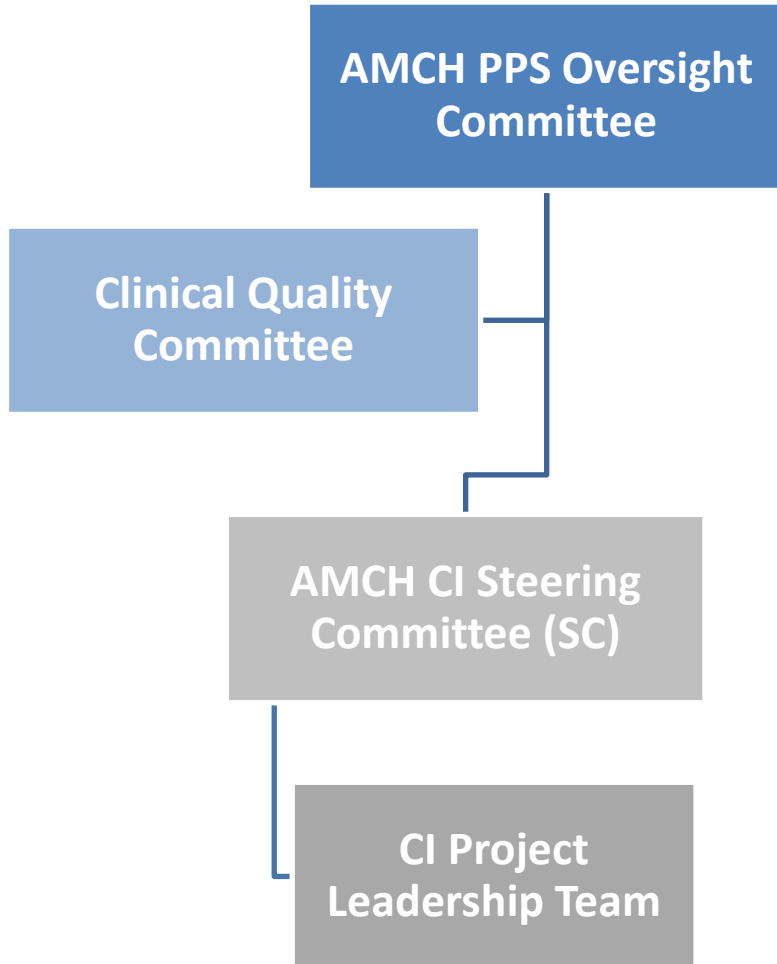 AMCH PPS Oversight
Committee
Clinical Quality
Committee
AMCH CI Steering
Committee (SC)
CI Project
Leadership Team